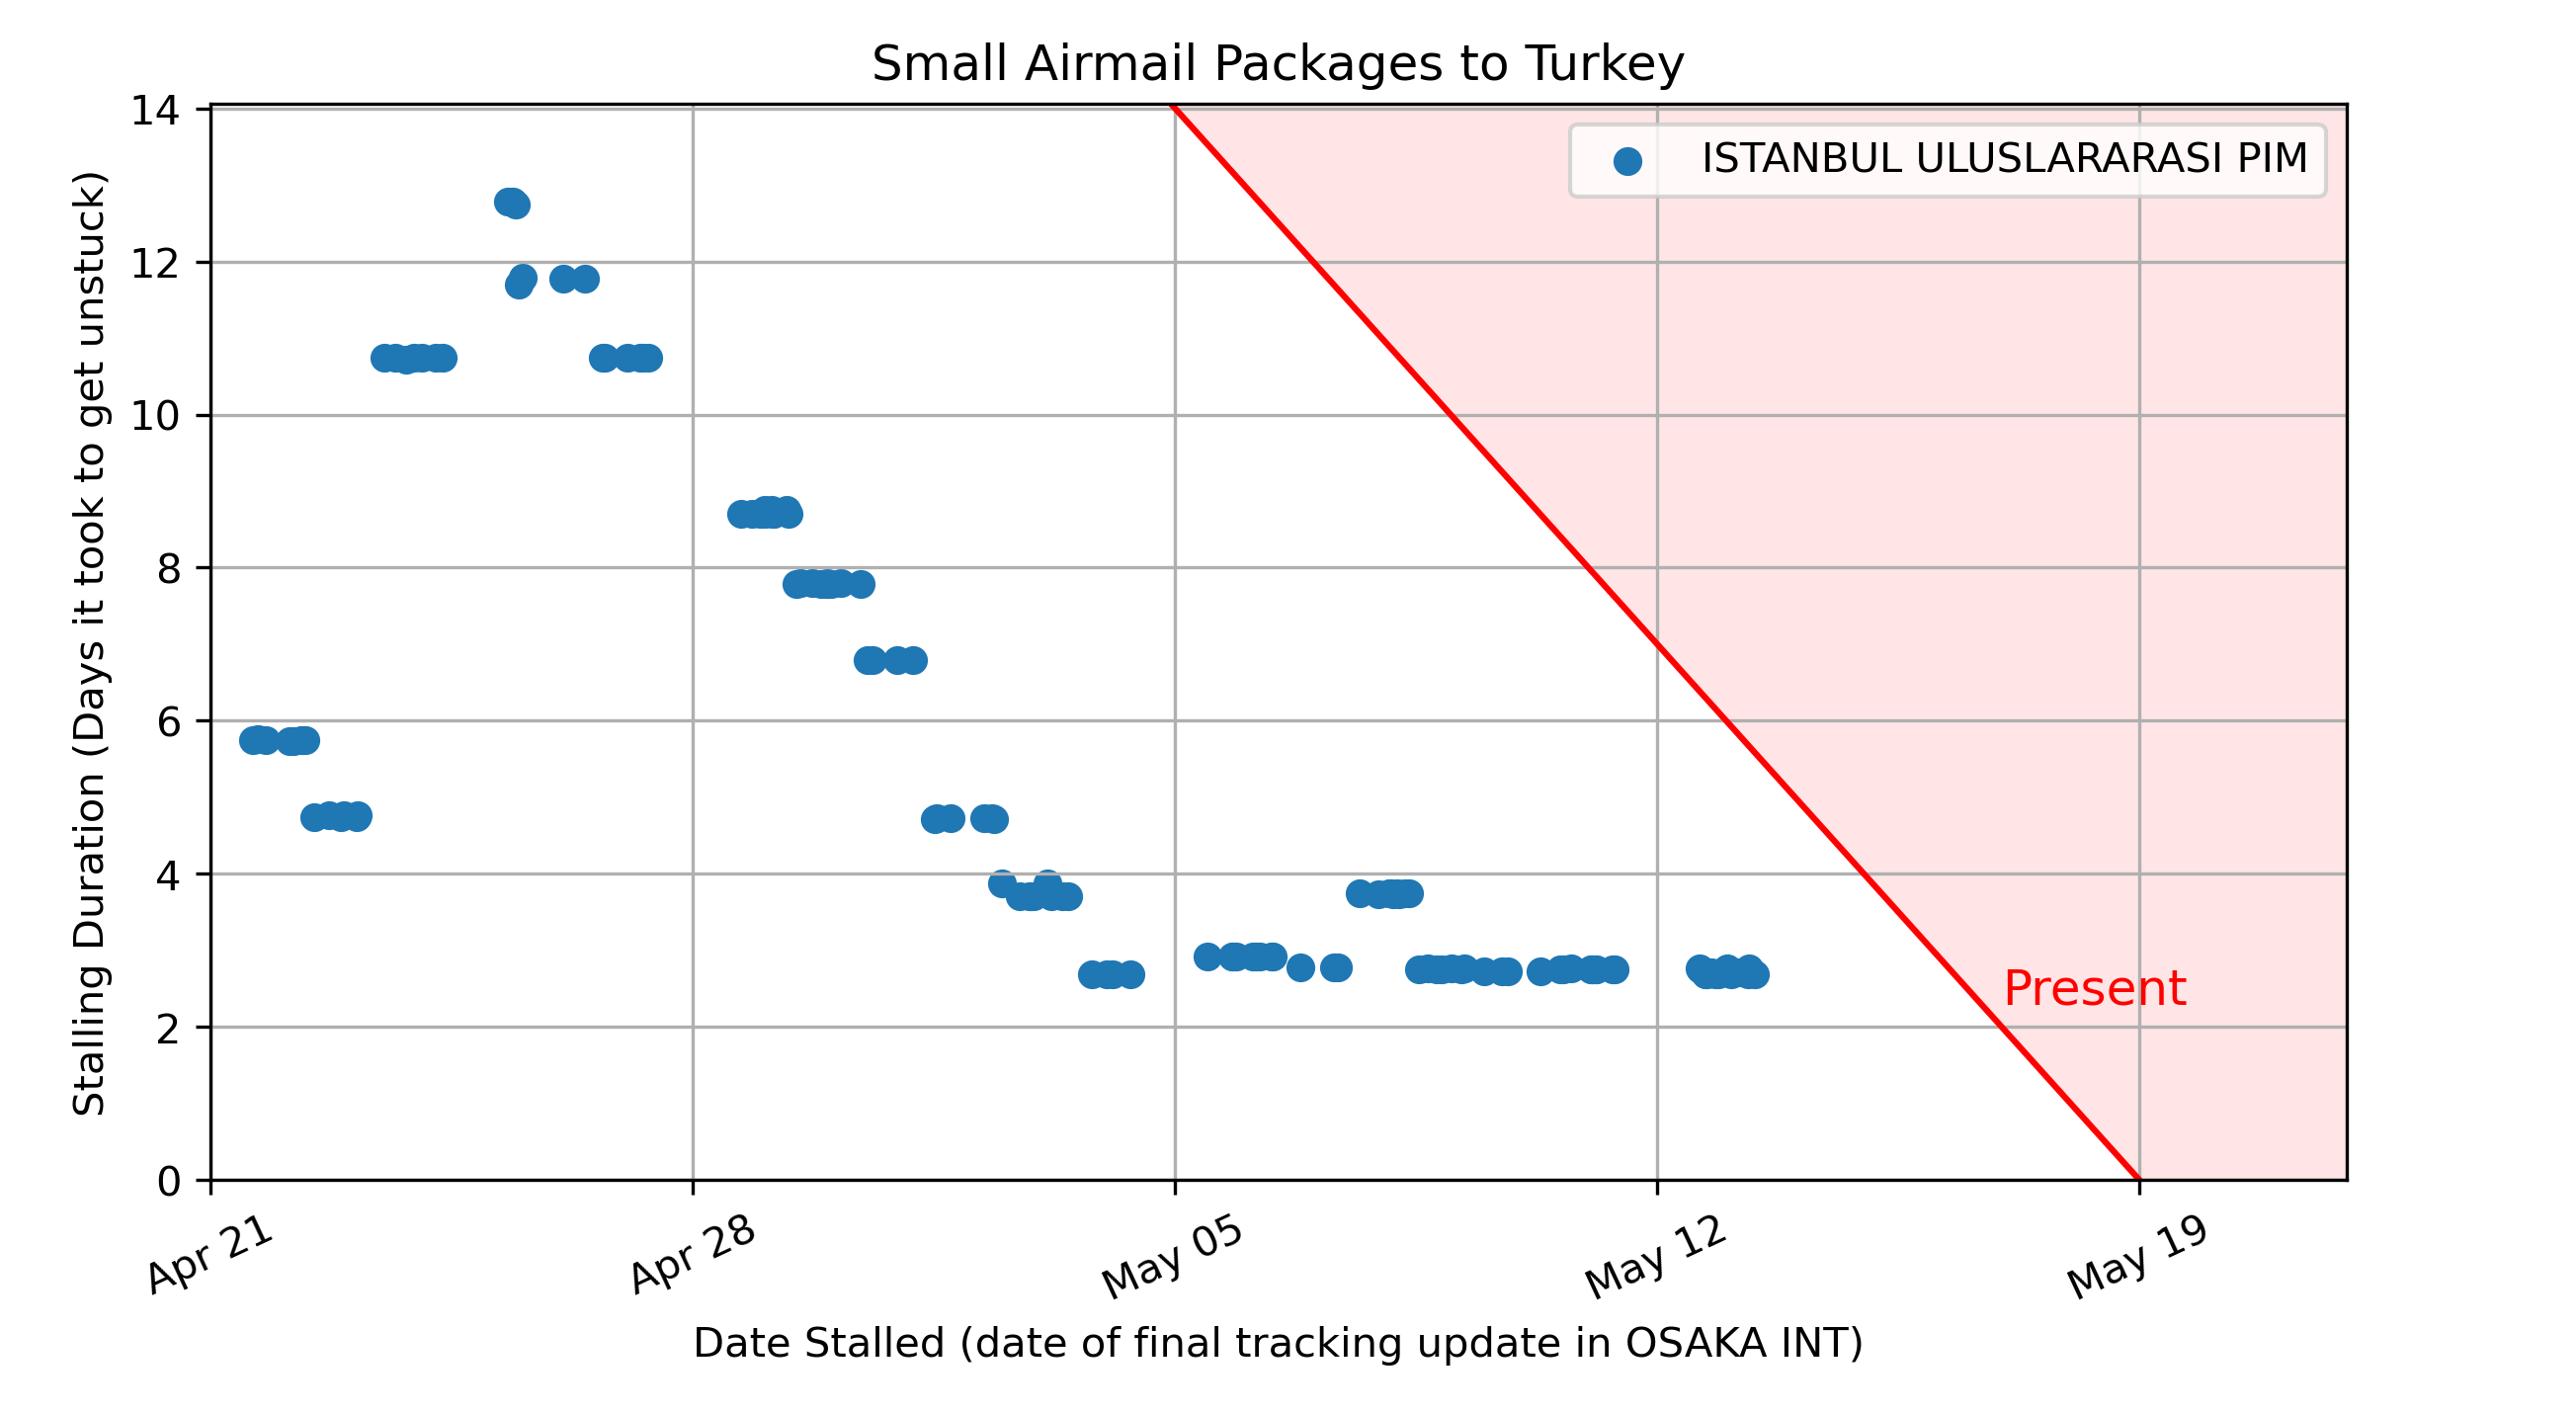 Small Airmail Packages to Turkey
ISTANBUL ULUSLARARASI PIM
Stalling Duration (Days it took to get unstuck)
14
12
10
8
6
4
2
0
Present
Apr 21
Apr 28
May 05
May 12
May 19
Date Stalled (date of final tracking update in OSAKA INT)